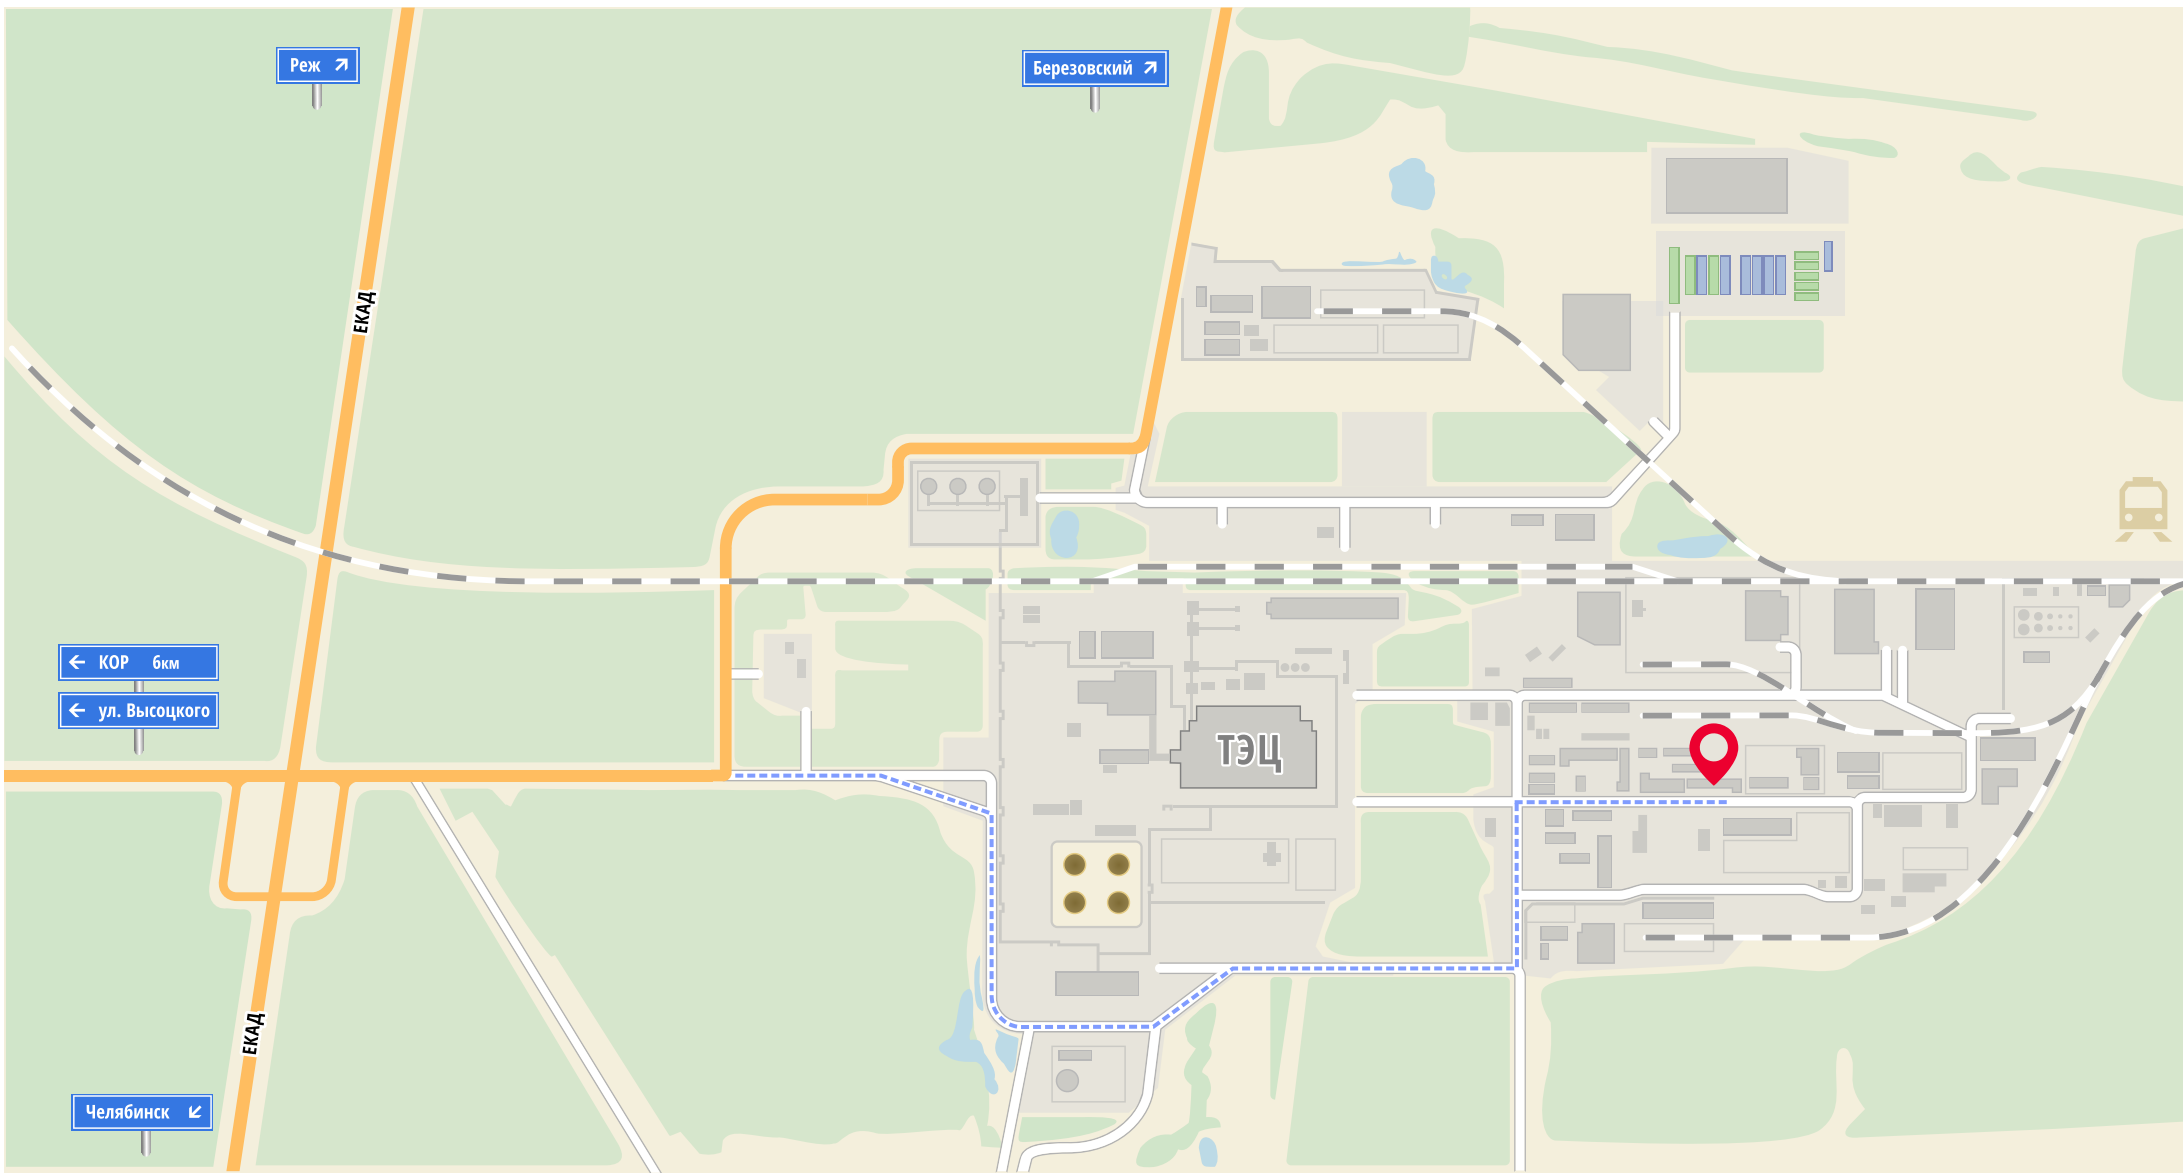 Реж
Березовский
ЕКАД
КОР 6км
ул. Высоцкого
ТЭЦ
ЕКАД
Челябинск